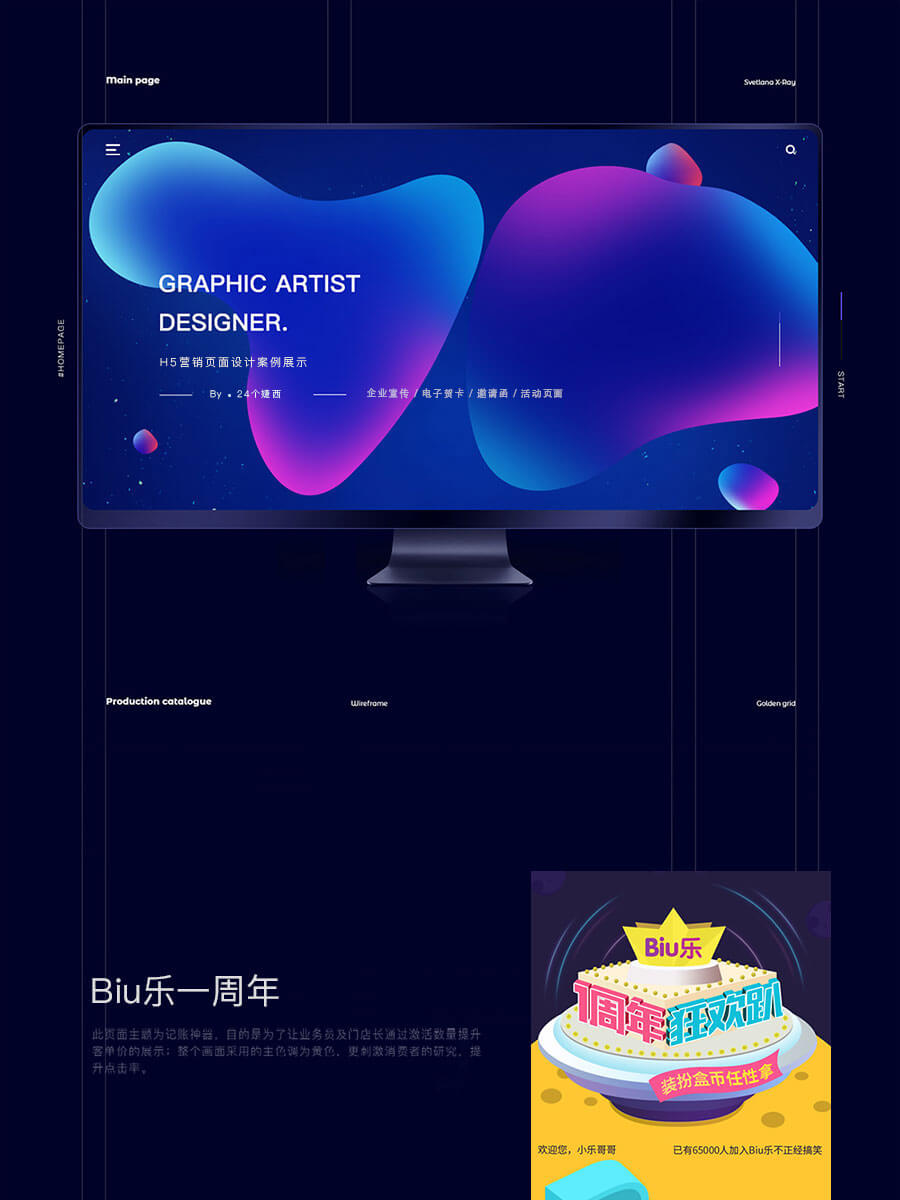 Main page
Svetlana X-Ray
GRAPHIC ARTIST
DESIGNER.
H5营销页面设计案例展示
By • 24个婕西
企业宣传 / 电子贺卡 / 邀请函 / 活动页面
#HOMEPAGE
START
Production catalogue
Wireframe
Golden grid
Biu乐一周年
此页面主题为记账神器，目的是为了让业务员及门店长通过激活数量提升
客单价的展示；整个画面采用的主色调为黄色，更刺激消费者的研究，提
升点击率。
Biu乐
1周年狂欢趴
装扮盒币任性拿
欢迎您，小乐哥哥
已有65000人加入Biu乐不正经搞笑